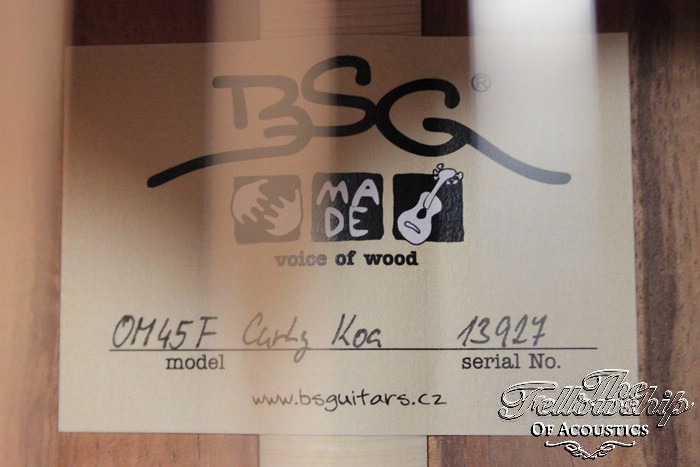 BSG®
MA
DE
voice of wood
OM45F Curly Koa 13927
model serial No.
www.bsguitars.cz
The
Fellowship
OF ACOUSTICS